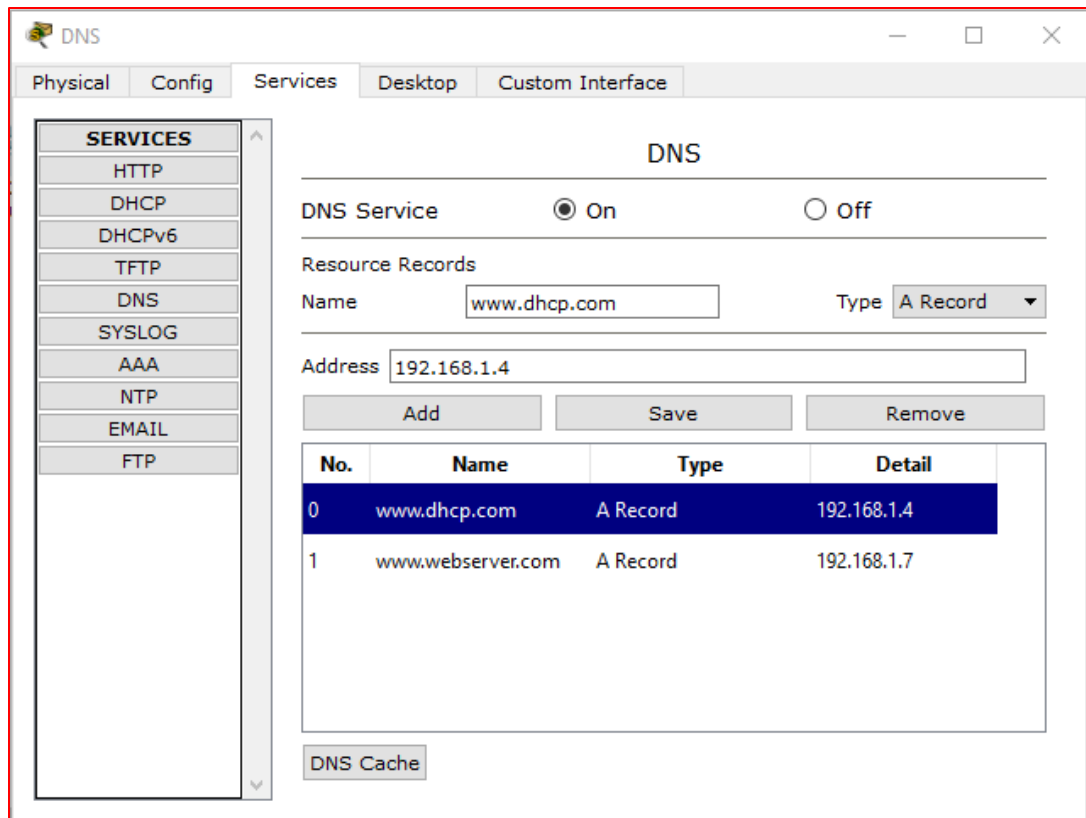 DNS
Physical Config Services Desktop Custom Interface
SERVICES
HTTP
DHCP
DHCPv6
TFTP
DNS
SYSLOG
AAA
NTP
EMAIL
FTP
DNS
DNS Service On Off
Resource Records
Name www.dhcp.com Type A Record
Address 192.168.1.4
Add Save Remove
No. Name Type Detail
0 www.dhcp.com A Record 192.168.1.4
1 www.webserver.com A Record 192.168.1.7
DNS Cache